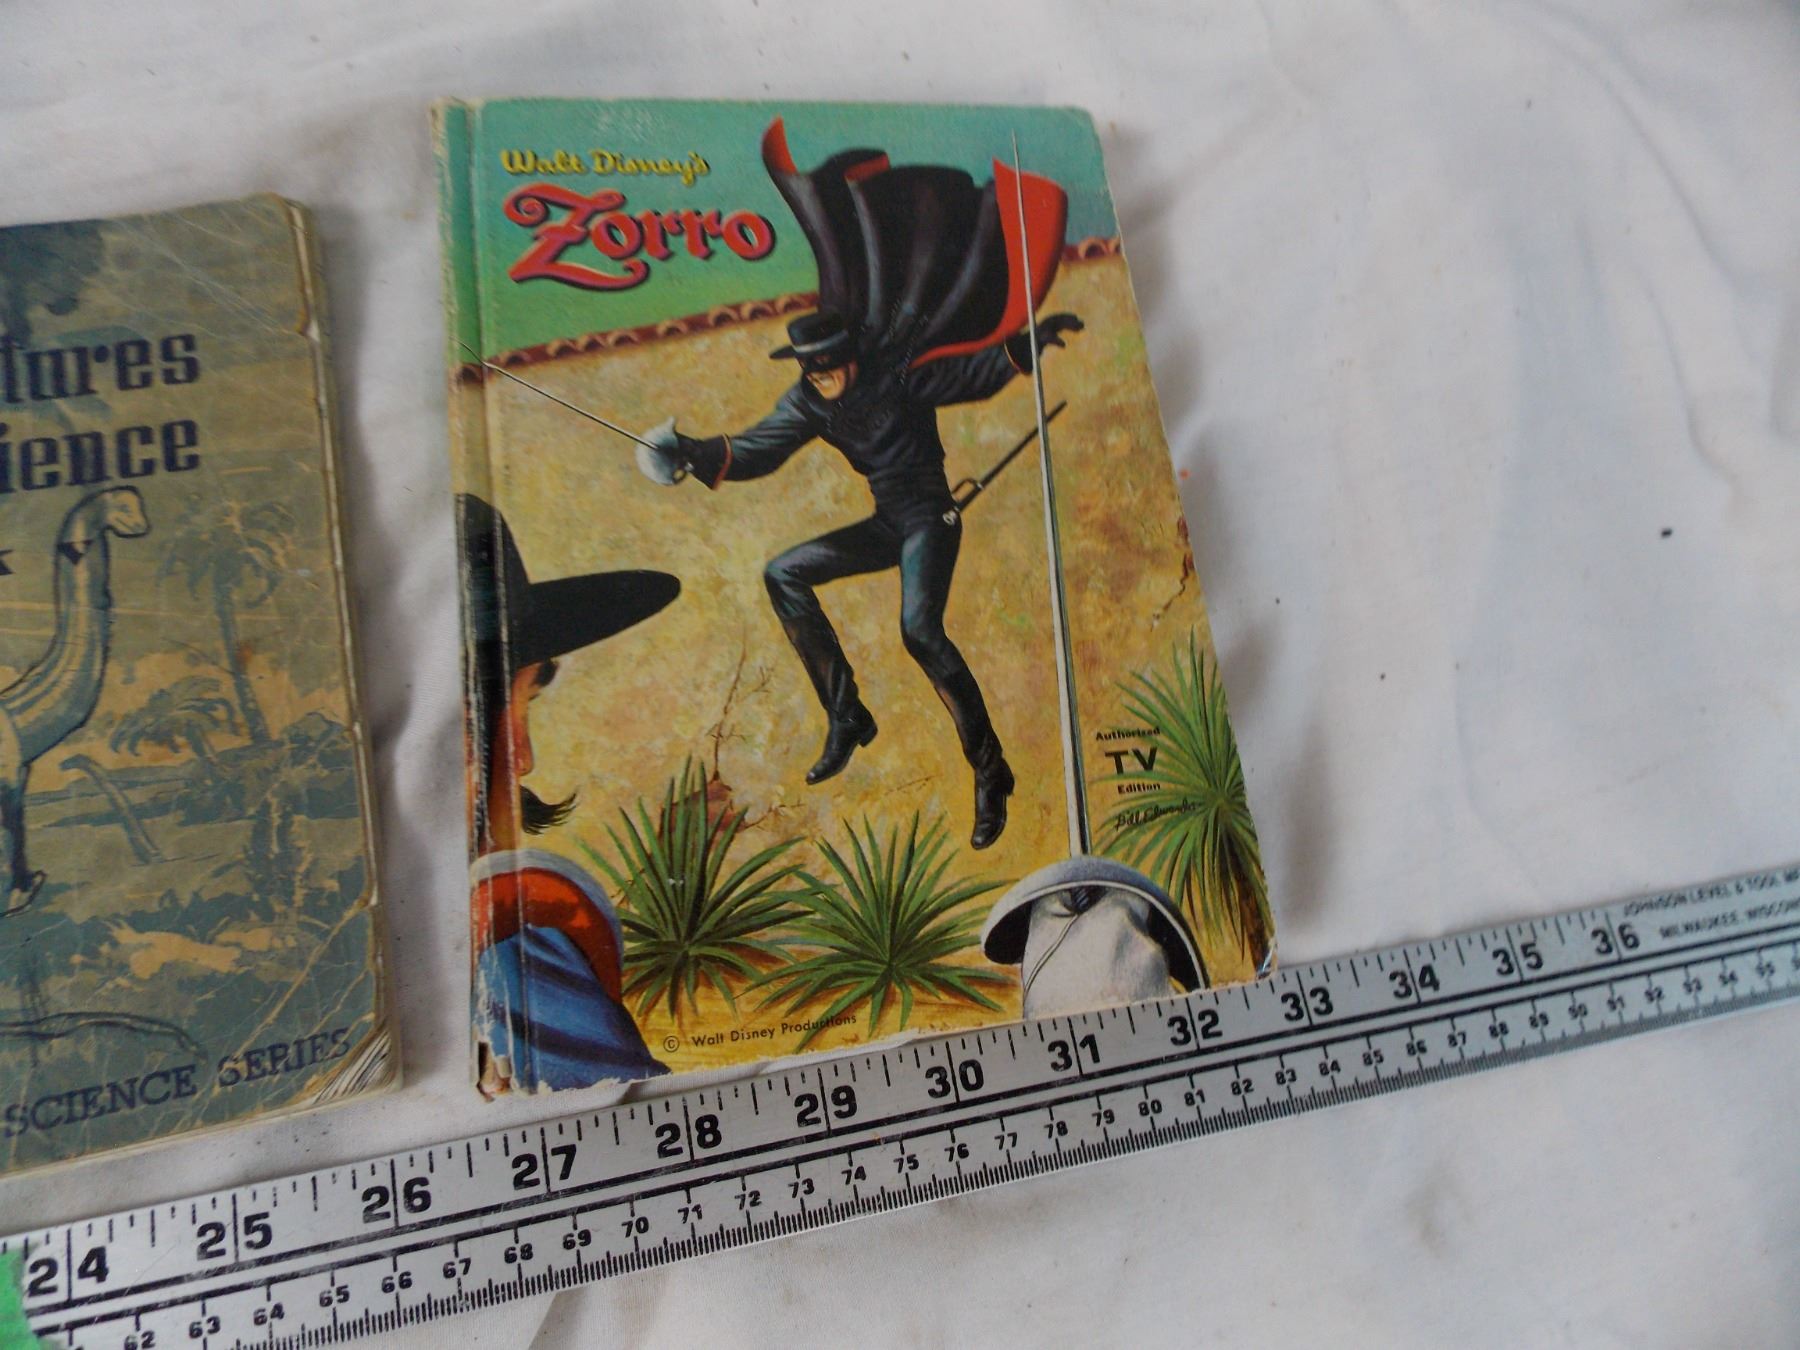 Walt Disney's
Zorro
ience
Authorized
TV
Edition
Bill Edwards
© Walt Disney Productions
SCIENCE SERIES
24 25 26 27 28 29 30 31 32 33 34 35 36
JOHNSON LEVEL & TOOL
MILWAUKEE, WISCON
62 63 64 65 66 67 68 69 70 71 72 73 74 75 76 77 78 79 80 81 82 83 84 85 86 87 88 89 90 91 92 93 94 95